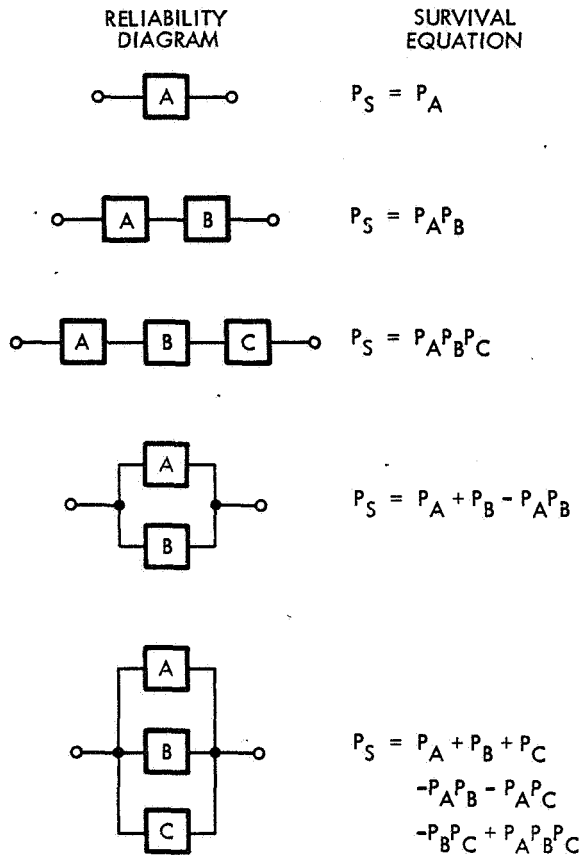 RELIABILITY DIAGRAM
SURVIVAL EQUATION
A
P_S = P_A
A B
P_S = P_A P_B
A B C
P_S = P_A P_B P_C
A
B
P_S = P_A + P_B - P_A P_B
A
B
C
P_S = P_A + P_B + P_C
-P_A P_B - P_A P_C
-P_B P_C + P_A P_B P_C